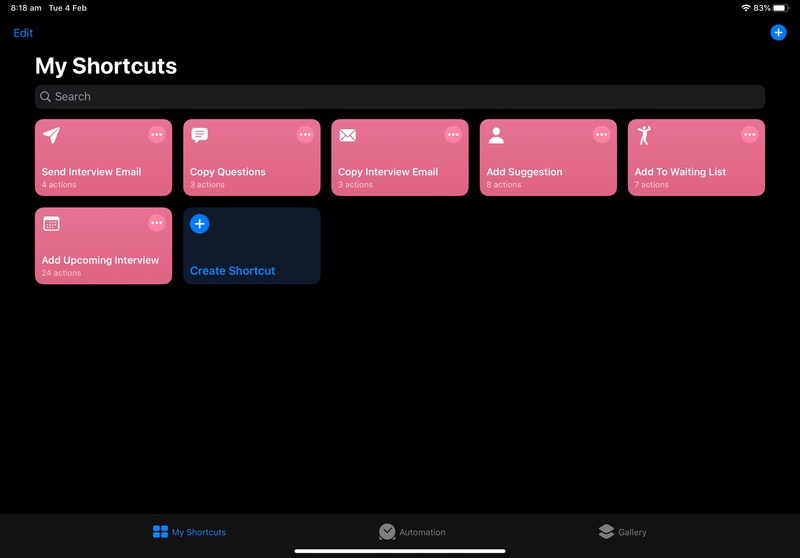 8:18 am Tue 4 Feb
83%
Edit
My Shortcuts
Search
Send Interview Email
4 actions
Copy Questions
3 actions
Copy Interview Email
3 actions
Add Suggestion
8 actions
Add To Waiting List
7 actions
Add Upcoming Interview
24 actions
Create Shortcut
My Shortcuts
Automation
Gallery